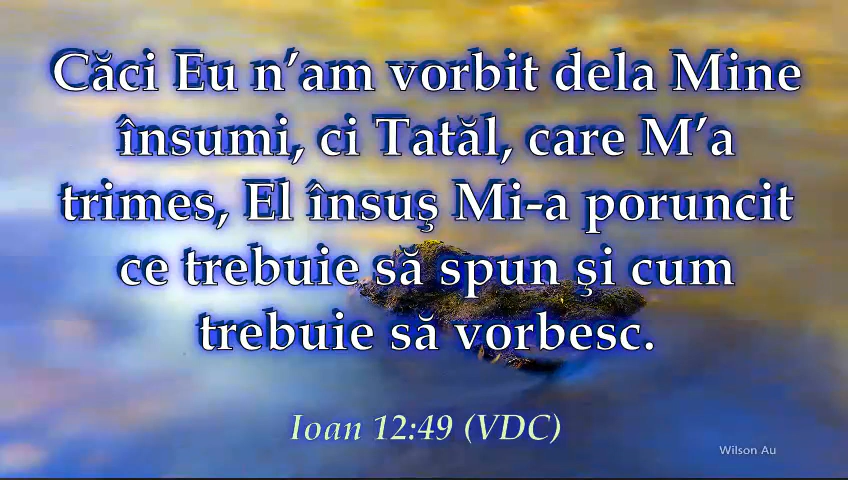 Căci Eu n’am vorbit dela Mine
însumi, ci Tatăl, care M’a
trimes, El însuş Mi-a poruncit
ce trebuie să spun şi cum
trebuie să vorbesc.
Ioan 12:49 (VDC)
Wilson Au